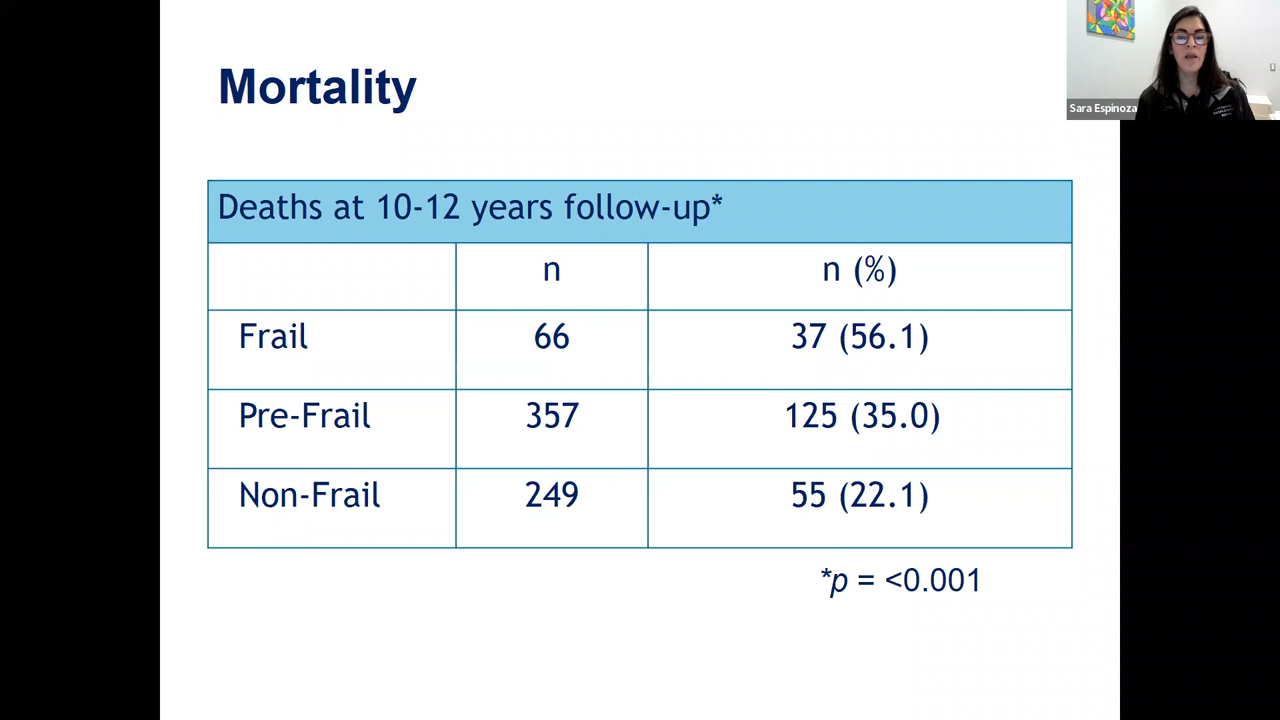 Mortality
Sara Espinoza
Deaths at 10-12 years follow-up*
n n (%)
Frail 66 37 (56.1)
Pre-Frail 357 125 (35.0)
Non-Frail 249 55 (22.1)
*p = <0.001